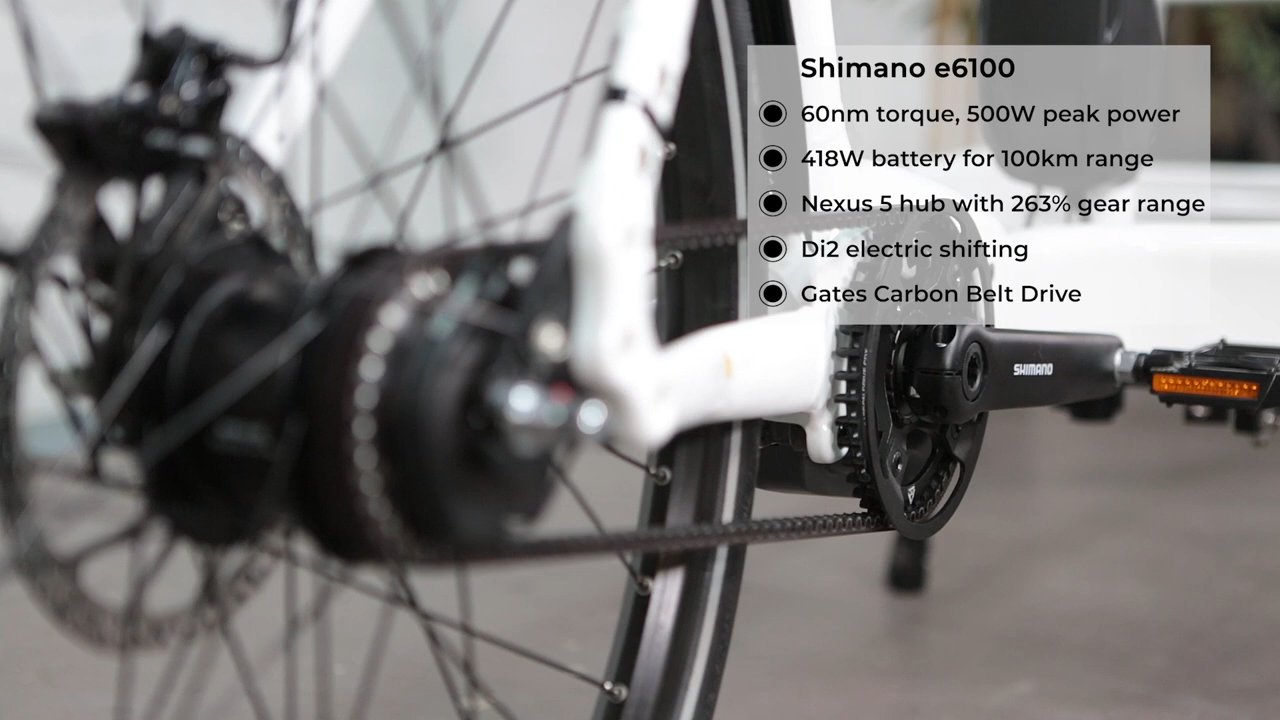 Shimano e6100
60nm torque, 500W peak power
418W battery for 100km range
Nexus 5 hub with 263% gear range
Di2 electric shifting
Gates Carbon Belt Drive
SHIMANO